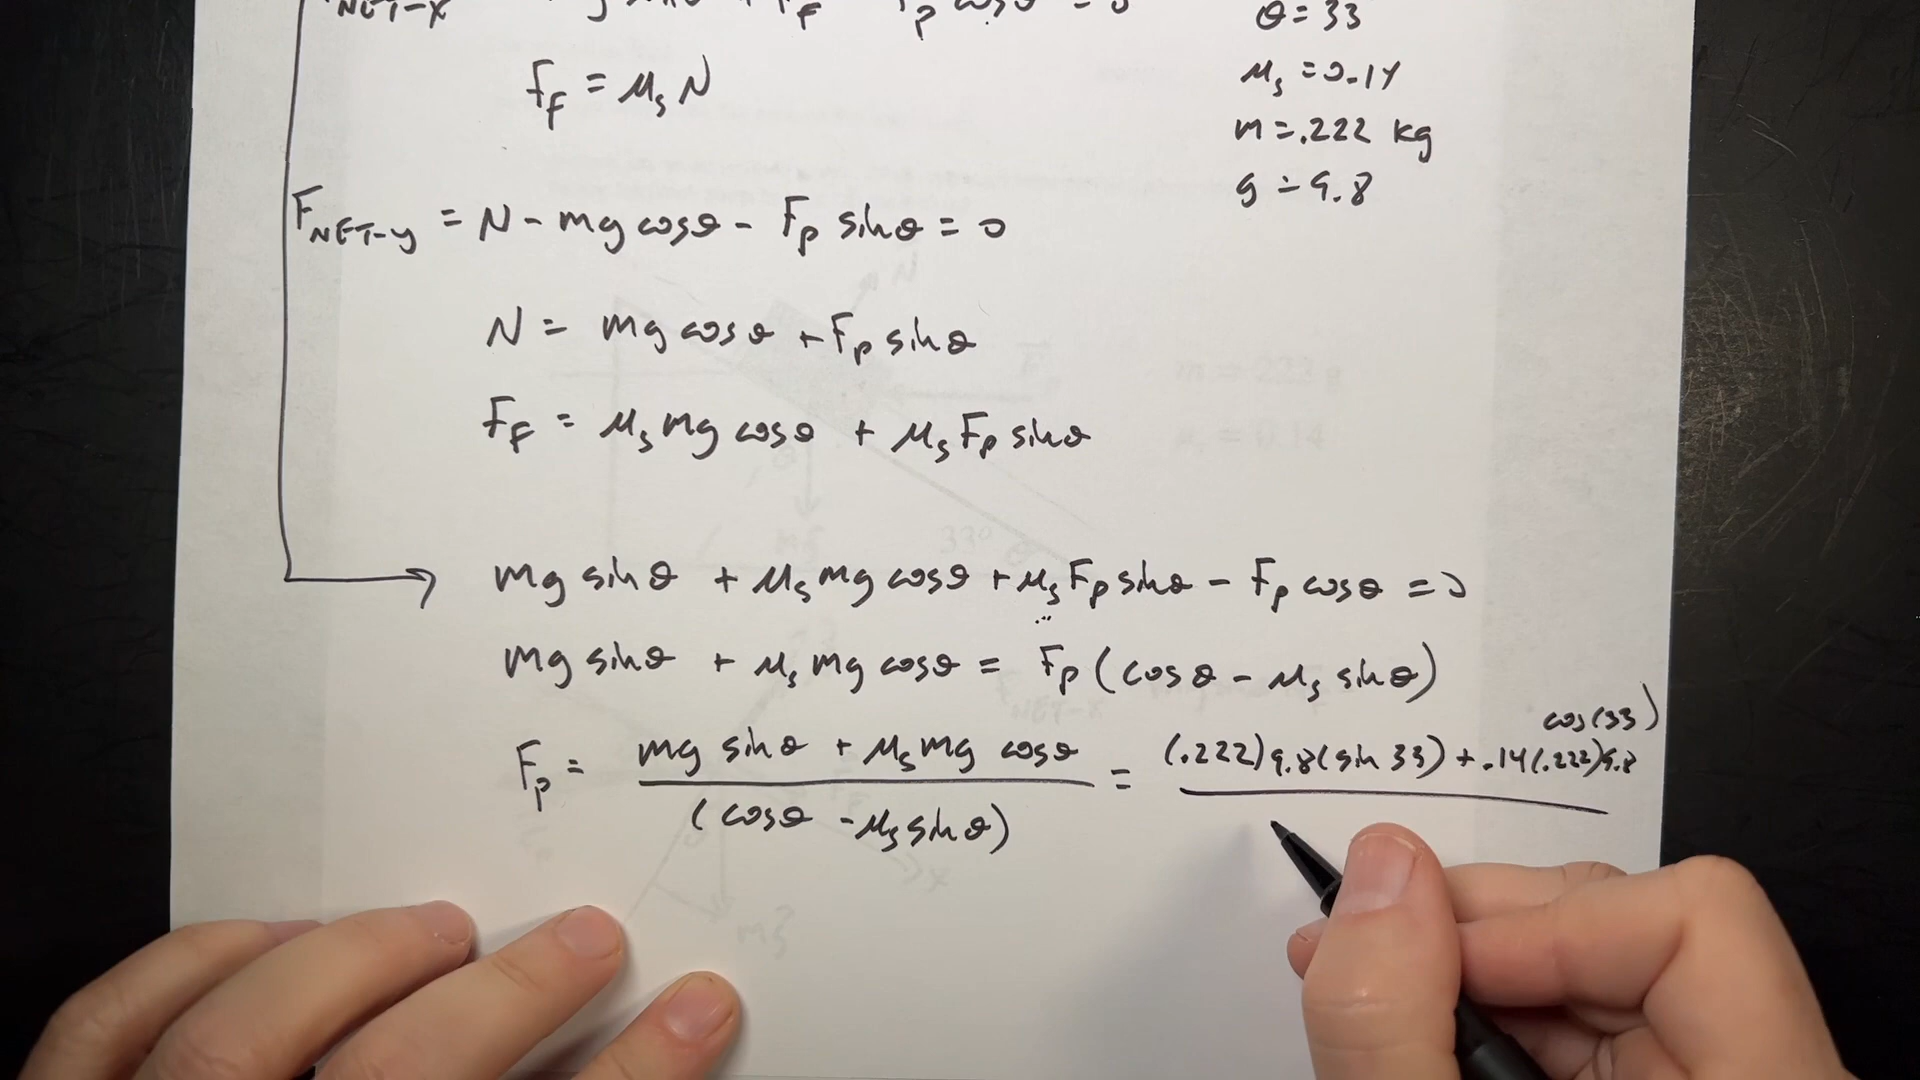 θ = 33
F_f = μ_s N
μ_s = 0.14
m = .222 kg
g = 9.8
F_NET-y = N - mg cosθ - F_p sinθ = 0
N = mg cosθ + F_p sinθ
F_f = μ_s mg cosθ + μ_s F_p sinθ
mg sinθ + μ_s mg cosθ + μ_s F_p sinθ - F_p cosθ = 0
mg sinθ + μ_s mg cosθ = F_p (cosθ - μ_s sinθ)
F_p = mg sinθ + μ_s mg cosθ / (cosθ - μ_s sinθ) = (.222) 9.8 (sin 33) + .14 (.222) 9.8 cos(33)